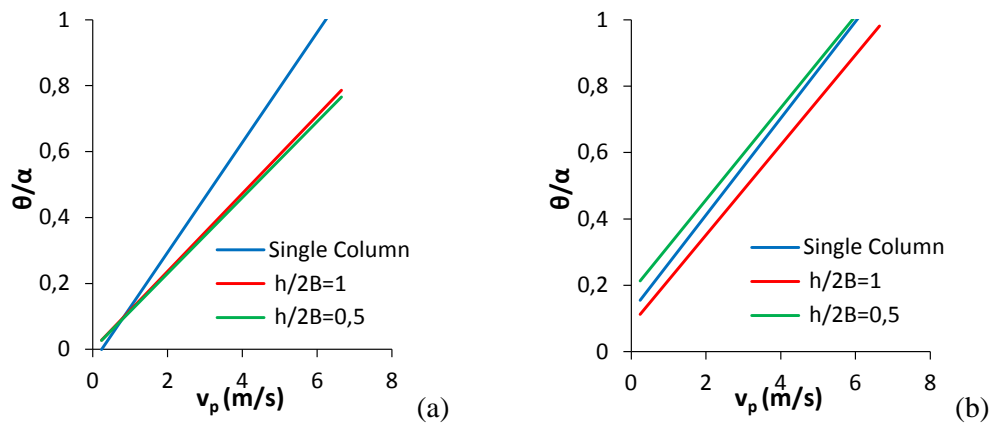 1
0,8
0,6
0,4
0,2
0
θ/α
Single Column
h/2B=1
h/2B=0,5
0 2 4 6 8
vp (m/s)
(a)
1
0,8
0,6
0,4
0,2
0
θ/α
Single Column
h/2B=1
h/2B=0,5
0 2 4 6 8
vp (m/s)
(b)